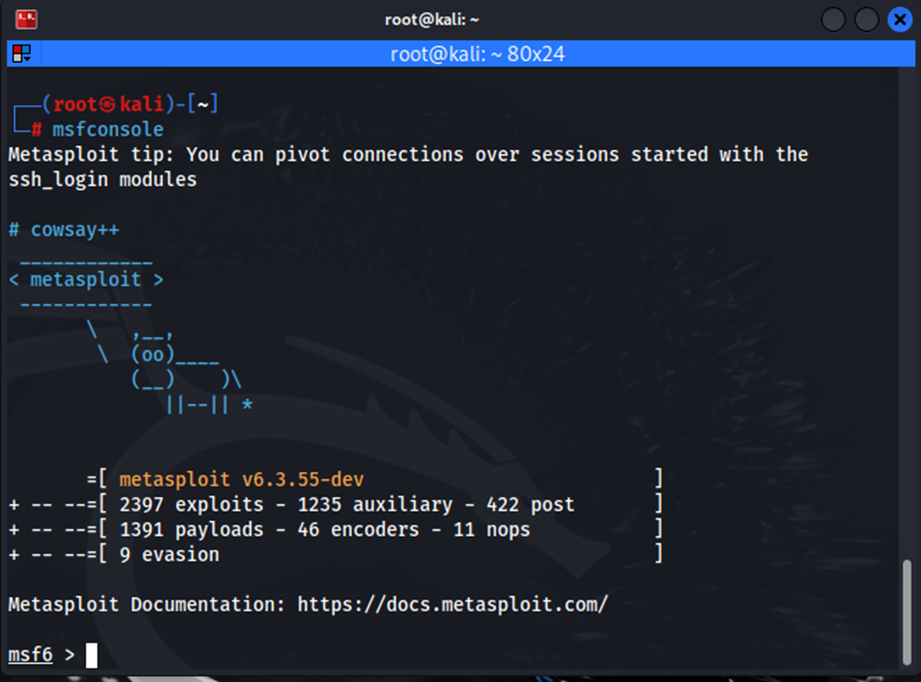 root@kali: ~
root@kali: ~ 80x24
┌──(root㉿kali)-[~]
└─# msfconsole
Metasploit tip: You can pivot connections over sessions started with the
ssh_login modules
# cowsay++
 ____________
< metasploit >
 ------------
       \   ,__,
        \  (oo)____
           (__)    )\
              ||--|| *
       =[ metasploit v6.3.55-dev                          ]
+ -- --=[ 2397 exploits - 1235 auxiliary - 422 post       ]
+ -- --=[ 1391 payloads - 46 encoders - 11 nops           ]
+ -- --=[ 9 evasion                                       ]
Metasploit Documentation: https://docs.metasploit.com/
msf6 >